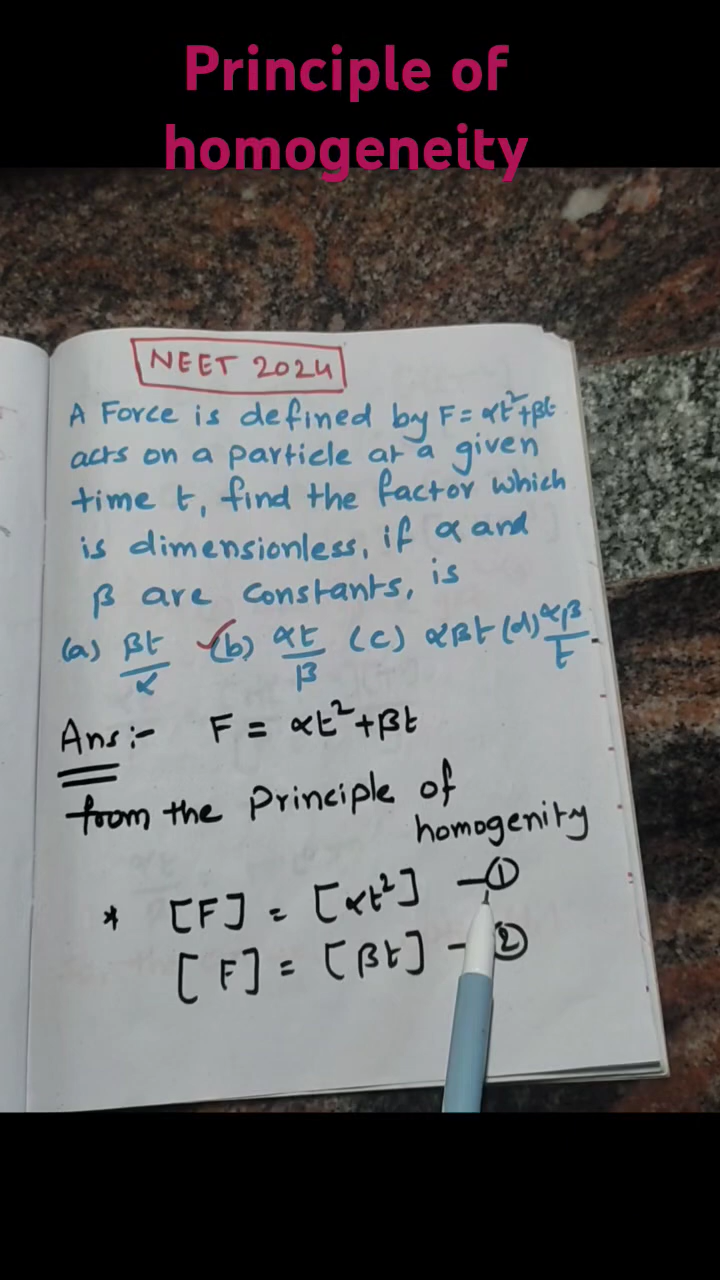 Principle of
homogeneity
NEET 2024
A Force is defined by F = αt²+βt
acts on a particle at a given
time t, find the factor which
is dimensionless, if α and
β are constants, is
(a) βt/α (b) αt/β (c) αβt (d) αβ/t
Ans:- F = αt²+βt
from the Principle of
homogenity
* [F] = [αt²] - ①
[F] = [βt] - ②